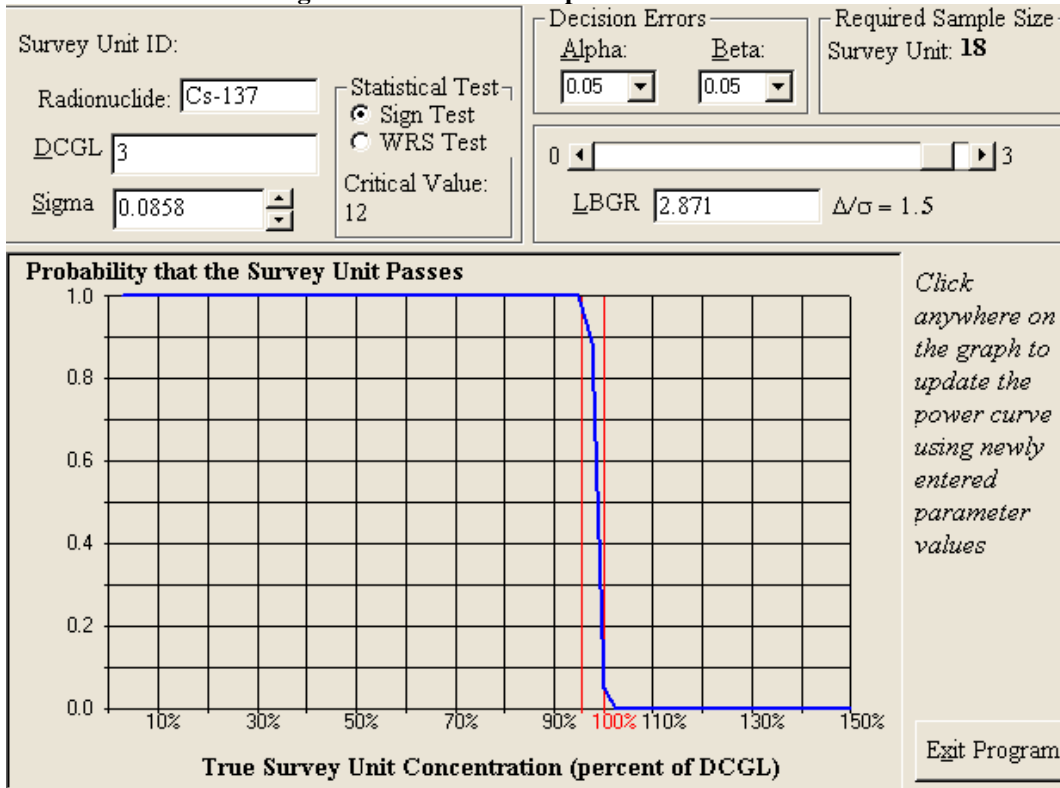 Survey Unit ID:
Radionuclide: Cs-137
DCGL 3
Sigma 0.0858
Statistical Test
Sign Test
WRS Test
Critical Value:
12
Decision Errors
Alpha: Beta:
0.05 0.05
Required Sample Size
Survey Unit: 18
0 3
LBGR 2.871 Δ/σ = 1.5
Probability that the Survey Unit Passes
1.0
0.8
0.6
0.4
0.2
0.0
10% 30% 50% 70% 90% 100% 110% 130% 150%
True Survey Unit Concentration (percent of DCGL)
Click
anywhere on
the graph to
update the
power curve
using newly
entered
parameter
values
Exit Program